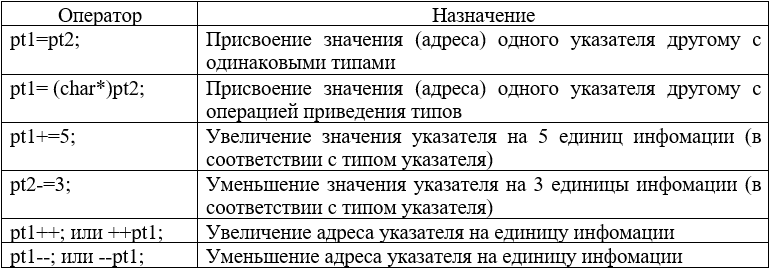 Оператор Назначение
pt1=pt2; Присвоение значения (адреса) одного указателя другому с
одинаковыми типами
pt1= (char*)pt2; Присвоение значения (адреса) одного указателя другому с
операцией приведения типов
pt1+=5; Увеличение значения указателя на 5 единиц инфомации (в
соответствии с типом указателя)
pt2-=3; Уменьшение значения указателя на 3 единицы инфомации (в
соответствии с типом указателя)
pt1++; или ++pt1; Увеличение адреса указателя на единицу инфомации
pt1--; или --pt1; Уменьшение адреса указателя на единицу инфомации